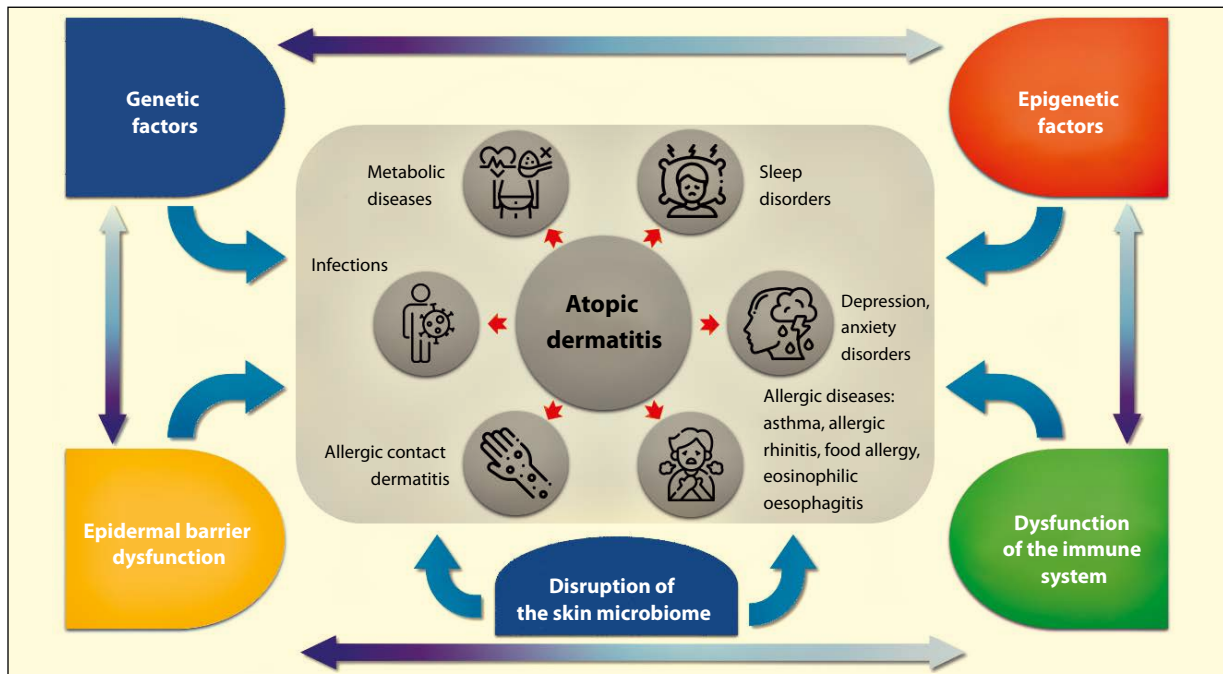 Genetic
factors
Epigenetic
factors
Metabolic
diseases
Sleep
disorders
Infections
Atopic
dermatitis
Depression,
anxiety
disorders
Allergic contact
dermatitis
Allergic diseases:
asthma, allergic
rhinitis, food allergy,
eosinophilic
oesophagitis
Epidermal barrier
dysfunction
Disruption of
the skin microbiome
Dysfunction
of the immune
system